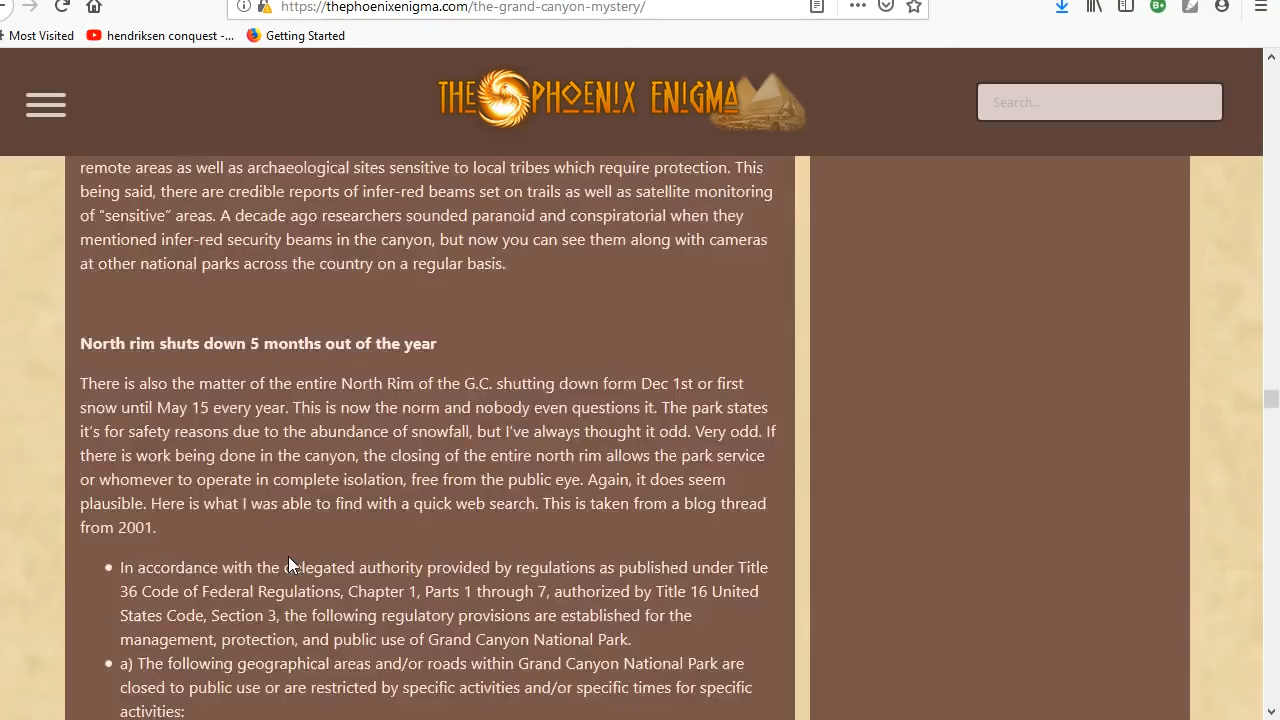 https://thephoenixenigma.com/the-grand-canyon-mystery/
Most Visited
hendriksen conquest -...
Getting Started
THE PHOENIX ENIGMA
Search...
remote areas as well as archaeological sites sensitive to local tribes which require protection. This
being said, there are credible reports of infer-red beams set on trails as well as satellite monitoring
of “sensitive” areas. A decade ago researchers sounded paranoid and conspiratorial when they
mentioned infer-red security beams in the canyon, but now you can see them along with cameras
at other national parks across the country on a regular basis.
North rim shuts down 5 months out of the year
There is also the matter of the entire North Rim of the G.C. shutting down form Dec 1st or first
snow until May 15 every year. This is now the norm and nobody even questions it. The park states
it’s for safety reasons due to the abundance of snowfall, but I’ve always thought it odd. Very odd. If
there is work being done in the canyon, the closing of the entire north rim allows the park service
or whomever to operate in complete isolation, free from the public eye. Again, it does seem
plausible. Here is what I was able to find with a quick web search. This is taken from a blog thread
from 2001.
In accordance with the delegated authority provided by regulations as published under Title
36 Code of Federal Regulations, Chapter 1, Parts 1 through 7, authorized by Title 16 United
States Code, Section 3, the following regulatory provisions are established for the
management, protection, and public use of Grand Canyon National Park.
a) The following geographical areas and/or roads within Grand Canyon National Park are
closed to public use or are restricted by specific activities and/or specific times for specific
activities: